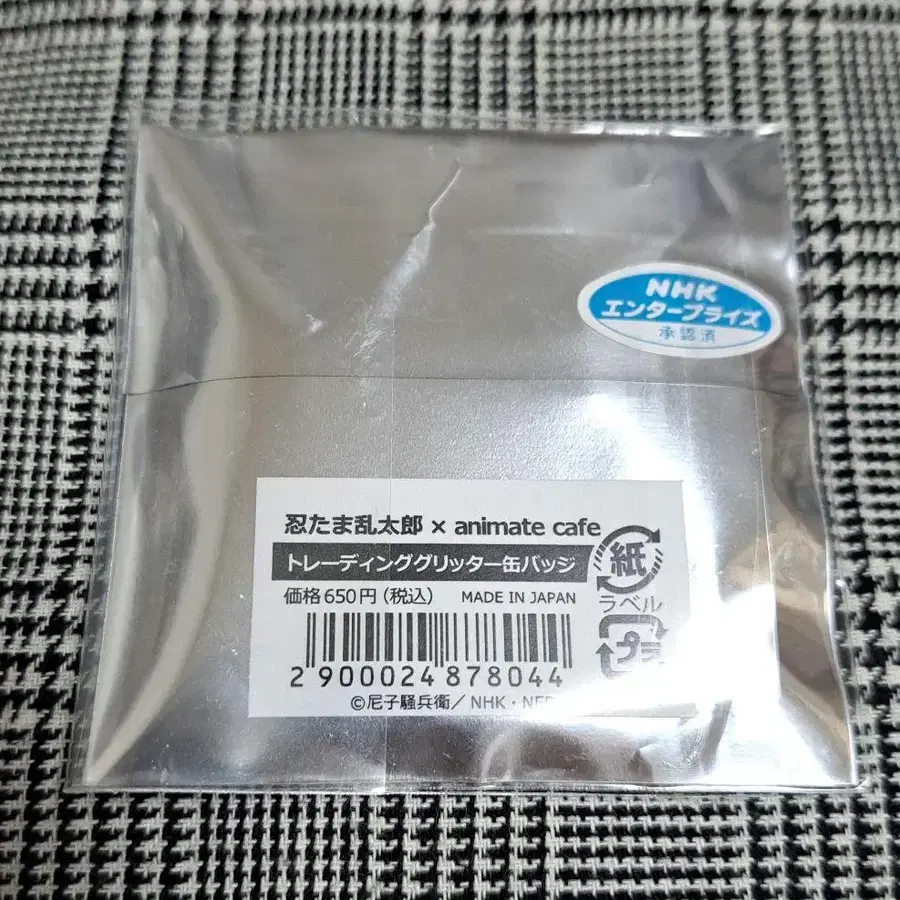 NHK
エンタープライズ
承認済
忍たま乱太郎 × animate cafe
トレーディンググリッター缶バッジ
価格650円(税込) MADE IN JAPAN
紙
ラベル
プラ
2900024878044
©尼子騒兵衛/NHK・NEP